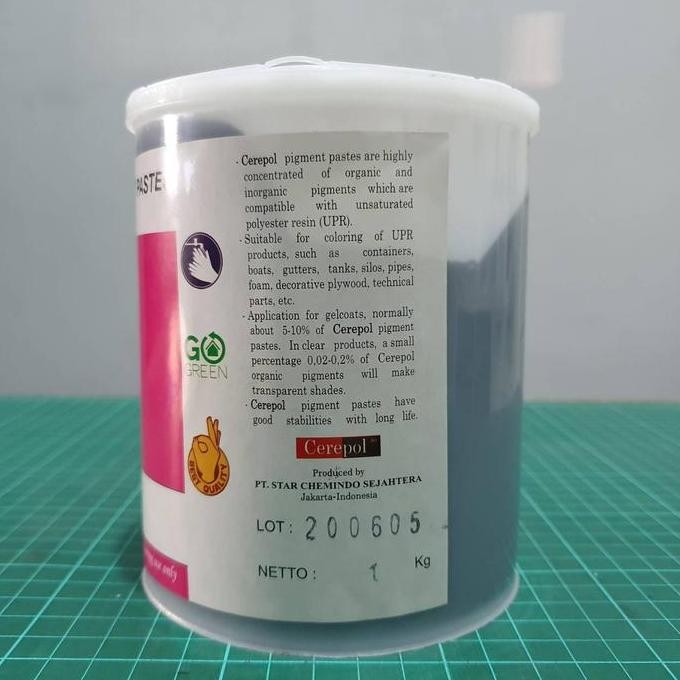 PASTE
- Cerepol pigment pastes are highly
concentrated of organic and
inorganic pigments which are
compatible with unsaturated
polyester resin (UPR).
- Suitable for coloring of UPR
products, such as containers,
boats, gutters, tanks, silos, pipes,
foam, decorative plywood, technical
parts, etc.
- Application for gelcoats, normally
about 5-10% of Cerepol pigment
pastes. In clear products, a small
percentage 0,02-0,2% of Cerepol
organic pigments will make
transparent shades.
- Cerepol pigment pastes have
good stabilities with long life.
GO
GREEN
BEST QUALITY
Cerepol
Produced by
PT. STAR CHEMINDO SEJAHTERA
Jakarta-Indonesia
LOT : 200605
NETTO : 1 Kg
use only